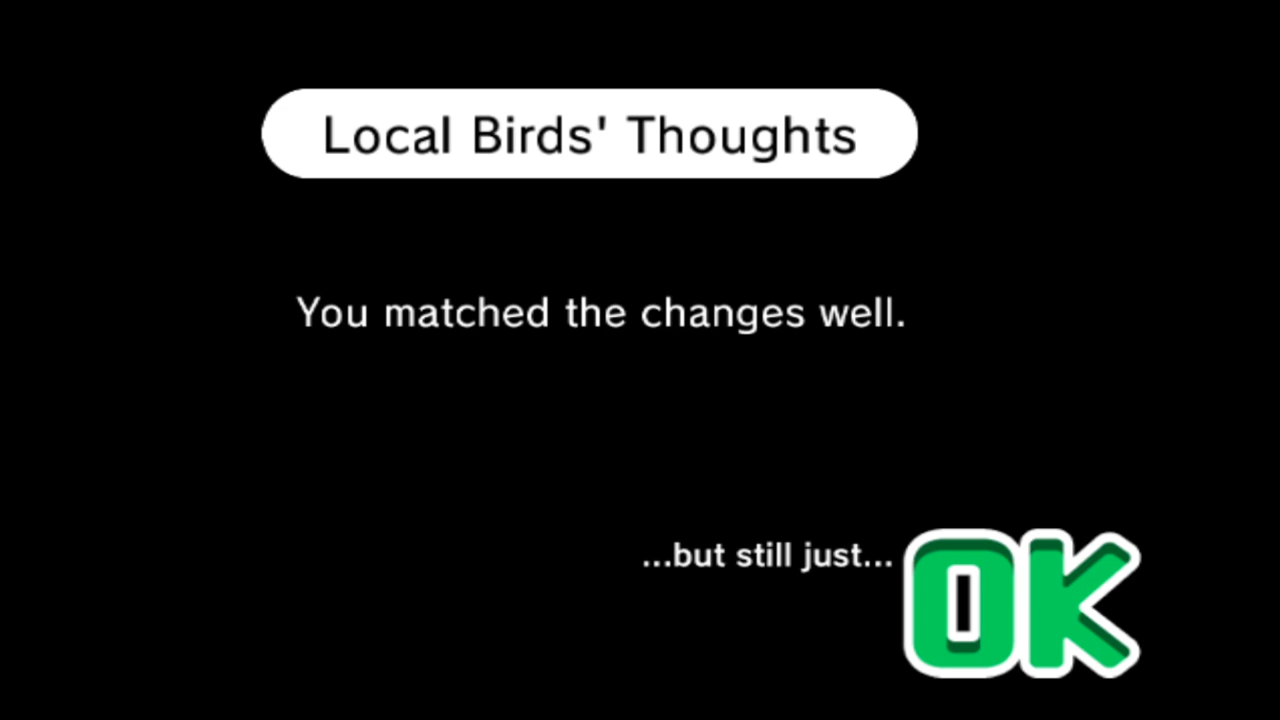 Local Birds' Thoughts
You matched the changes well.
...but still just... OK